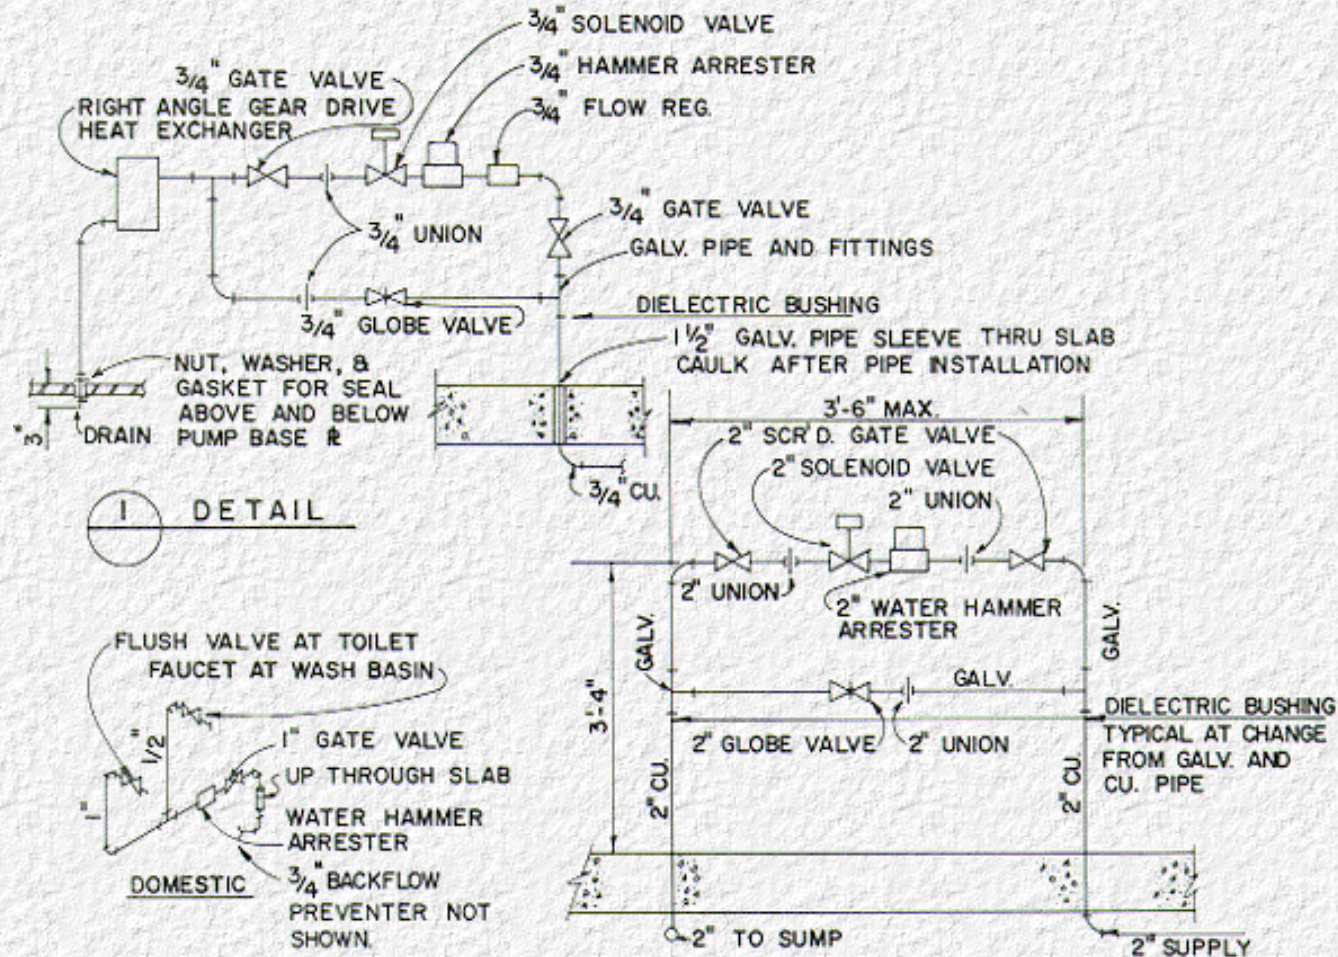 3/4" SOLENOID VALVE
3/4" HAMMER ARRESTER
3/4" FLOW REG.
3/4" GATE VALVE
RIGHT ANGLE GEAR DRIVE
HEAT EXCHANGER
3/4" UNION
3/4" GATE VALVE
GALV. PIPE AND FITTINGS
DIELECTRIC BUSHING
3/4" GLOBE VALVE
1 1/2" GALV. PIPE SLEEVE THRU SLAB
CAULK AFTER PIPE INSTALLATION
NUT, WASHER, &
GASKET FOR SEAL
ABOVE AND BELOW
PUMP BASE PL
3"
DRAIN
3/4" CU.
1 DETAIL
3'-6" MAX.
2" SCR'D. GATE VALVE
2" SOLENOID VALVE
2" UNION
2" UNION
2" WATER HAMMER
ARRESTER
GALV.
GALV.
GALV.
3'-4"
2" GLOBE VALVE
2" UNION
DIELECTRIC BUSHING
TYPICAL AT CHANGE
FROM GALV. AND
CU. PIPE
2" CU.
2" CU.
2" TO SUMP
2" SUPPLY
FLUSH VALVE AT TOILET
FAUCET AT WASH BASIN
1/2"
1" GATE VALVE
UP THROUGH SLAB
1"
WATER HAMMER
ARRESTER
DOMESTIC
3/4" BACKFLOW
PREVENTER NOT
SHOWN.